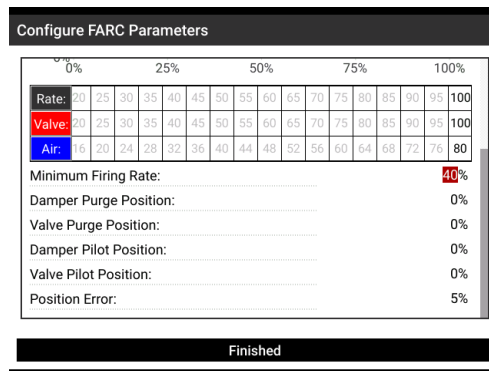 Configure FARC Parameters
0%
0% 25% 50% 75% 100%
Rate: 20 25 30 35 40 45 50 55 60 65 70 75 80 85 90 95 100
Valve: 20 25 30 35 40 45 50 55 60 65 70 75 80 85 90 95 100
Air: 16 20 24 28 32 36 40 44 48 52 56 60 64 68 72 76 80
Minimum Firing Rate: 40%
Damper Purge Position: 0%
Valve Purge Position: 0%
Damper Pilot Position: 0%
Valve Pilot Position: 0%
Position Error: 5%
Finished